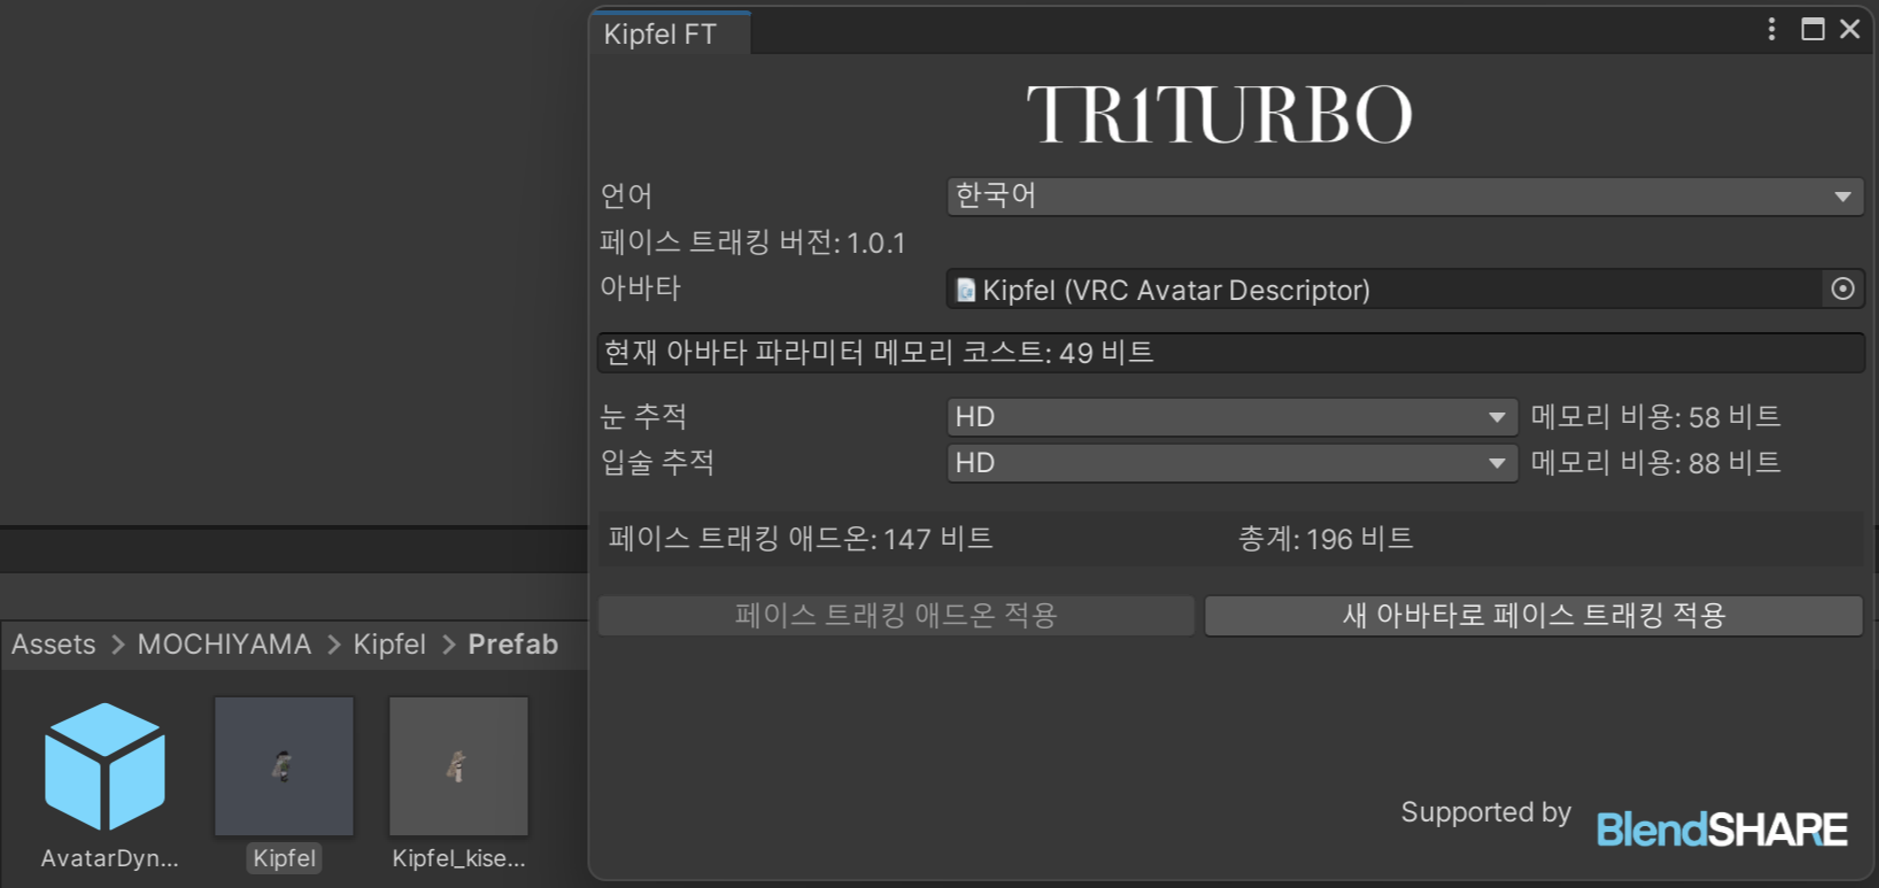 Kipfel FT
TR1TURBO
언어 한국어
페이스 트래킹 버전: 1.0.1
아바타 Kipfel (VRC Avatar Descriptor)
현재 아바타 파라미터 메모리 코스트: 49 비트
눈 추적 HD 메모리 비용: 58 비트
입술 추적 HD 메모리 비용: 88 비트
페이스 트래킹 애드온: 147 비트 총계: 196 비트
페이스 트래킹 애드온 적용 새 아바타로 페이스 트래킹 적용
Assets > MOCHIYAMA > Kipfel > Prefab
AvatarDyn... Kipfel Kipfel_kise...
Supported by BlendSHARE